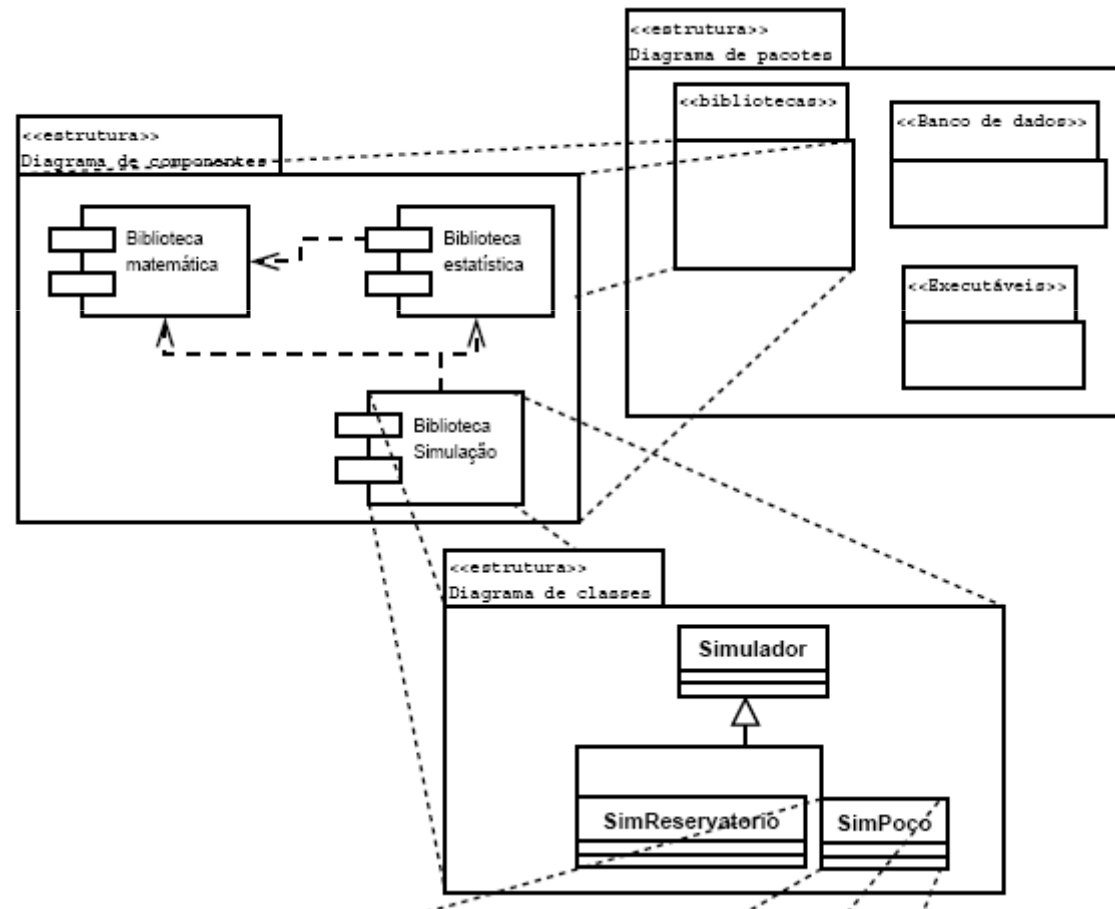 <<estrutura>>
Diagrama de pacotes
<<bibliotecas>>
<<Banco de dados>>
<<Executáveis>>
<<estrutura>>
Diagrama de componentes
Biblioteca
matemática
Biblioteca
estatística
Biblioteca
Simulação
<<estrutura>>
Diagrama de classes
Simulador
SimReservatorio
SimPoço